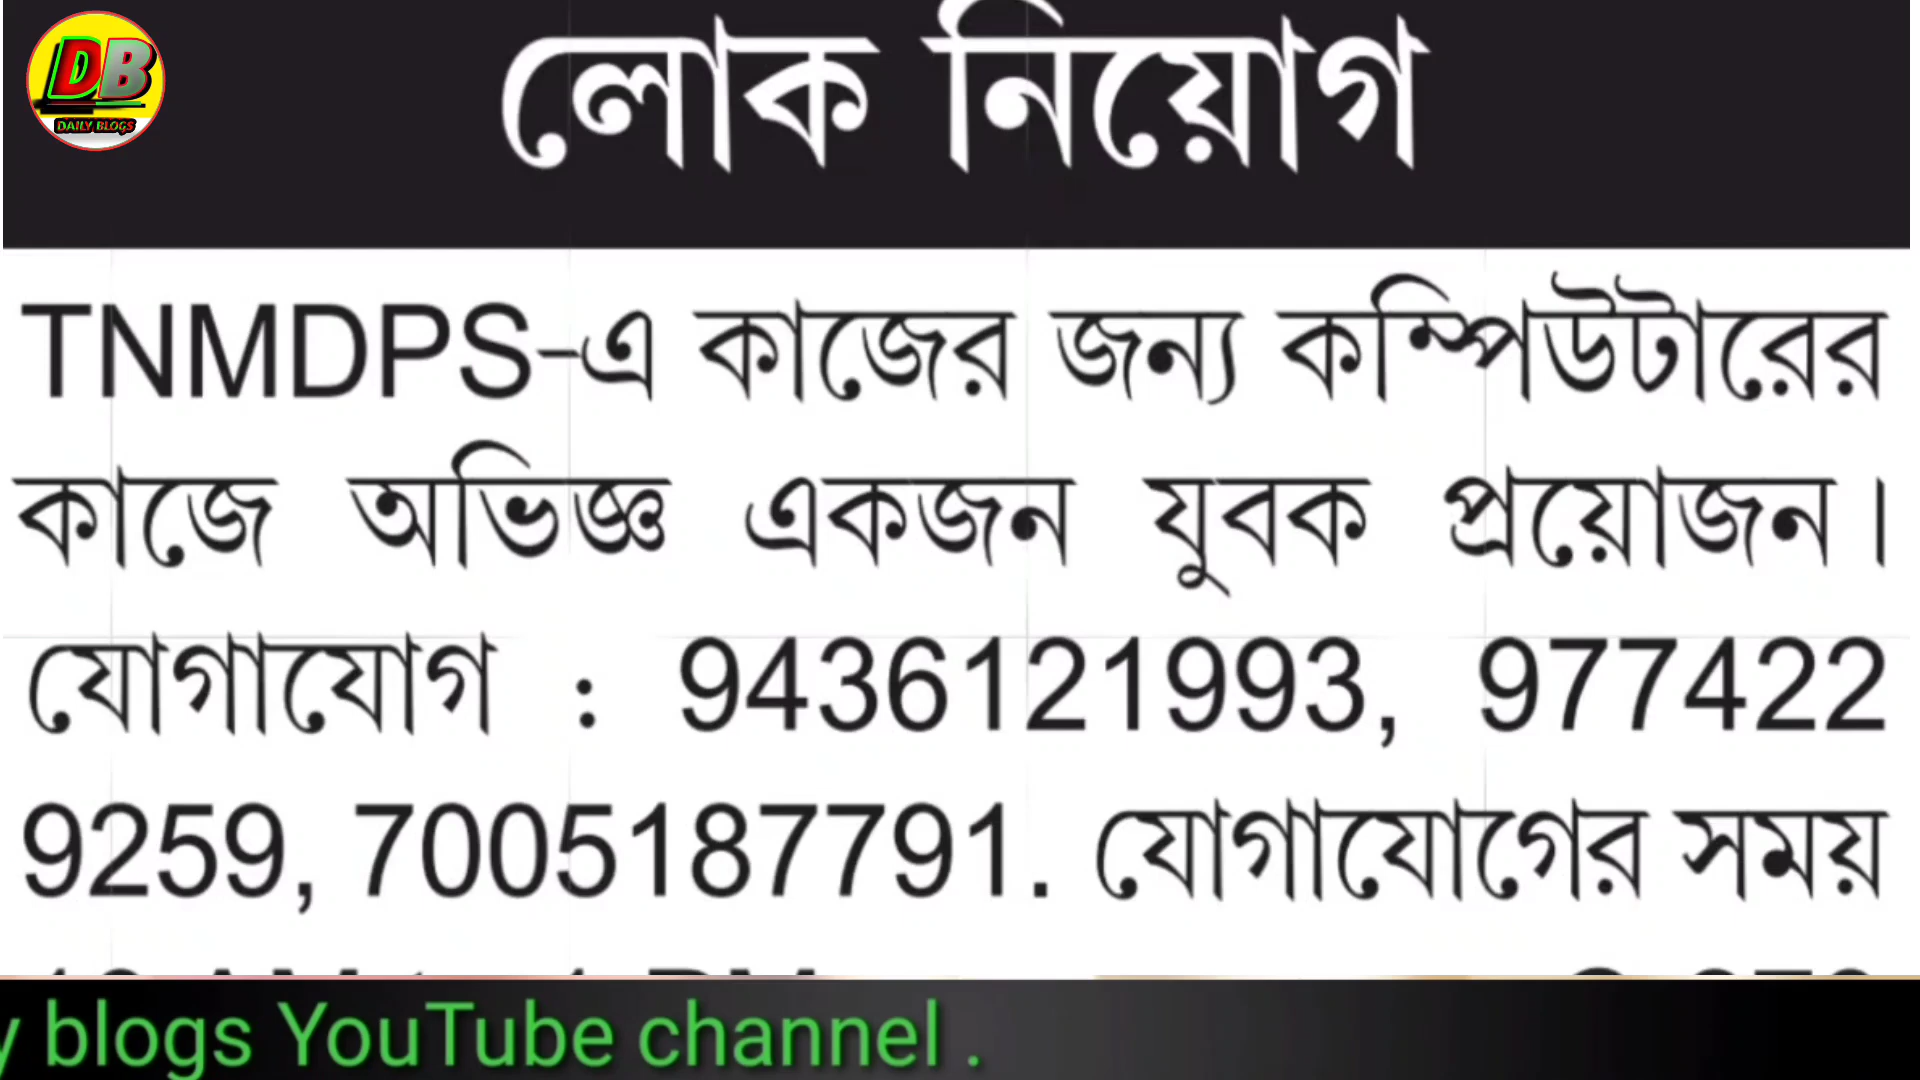 DB
DAILY BLOGS
লোক নিয়োগ
TNMDPS-এ কাজের জন্য কম্পিউটারের
কাজে অভিজ্ঞ একজন যুবক প্রয়োজন।
যোগাযোগ : 9436121993, 977422
9259, 7005187791. যোগাযোগের সময়
y blogs YouTube channel .